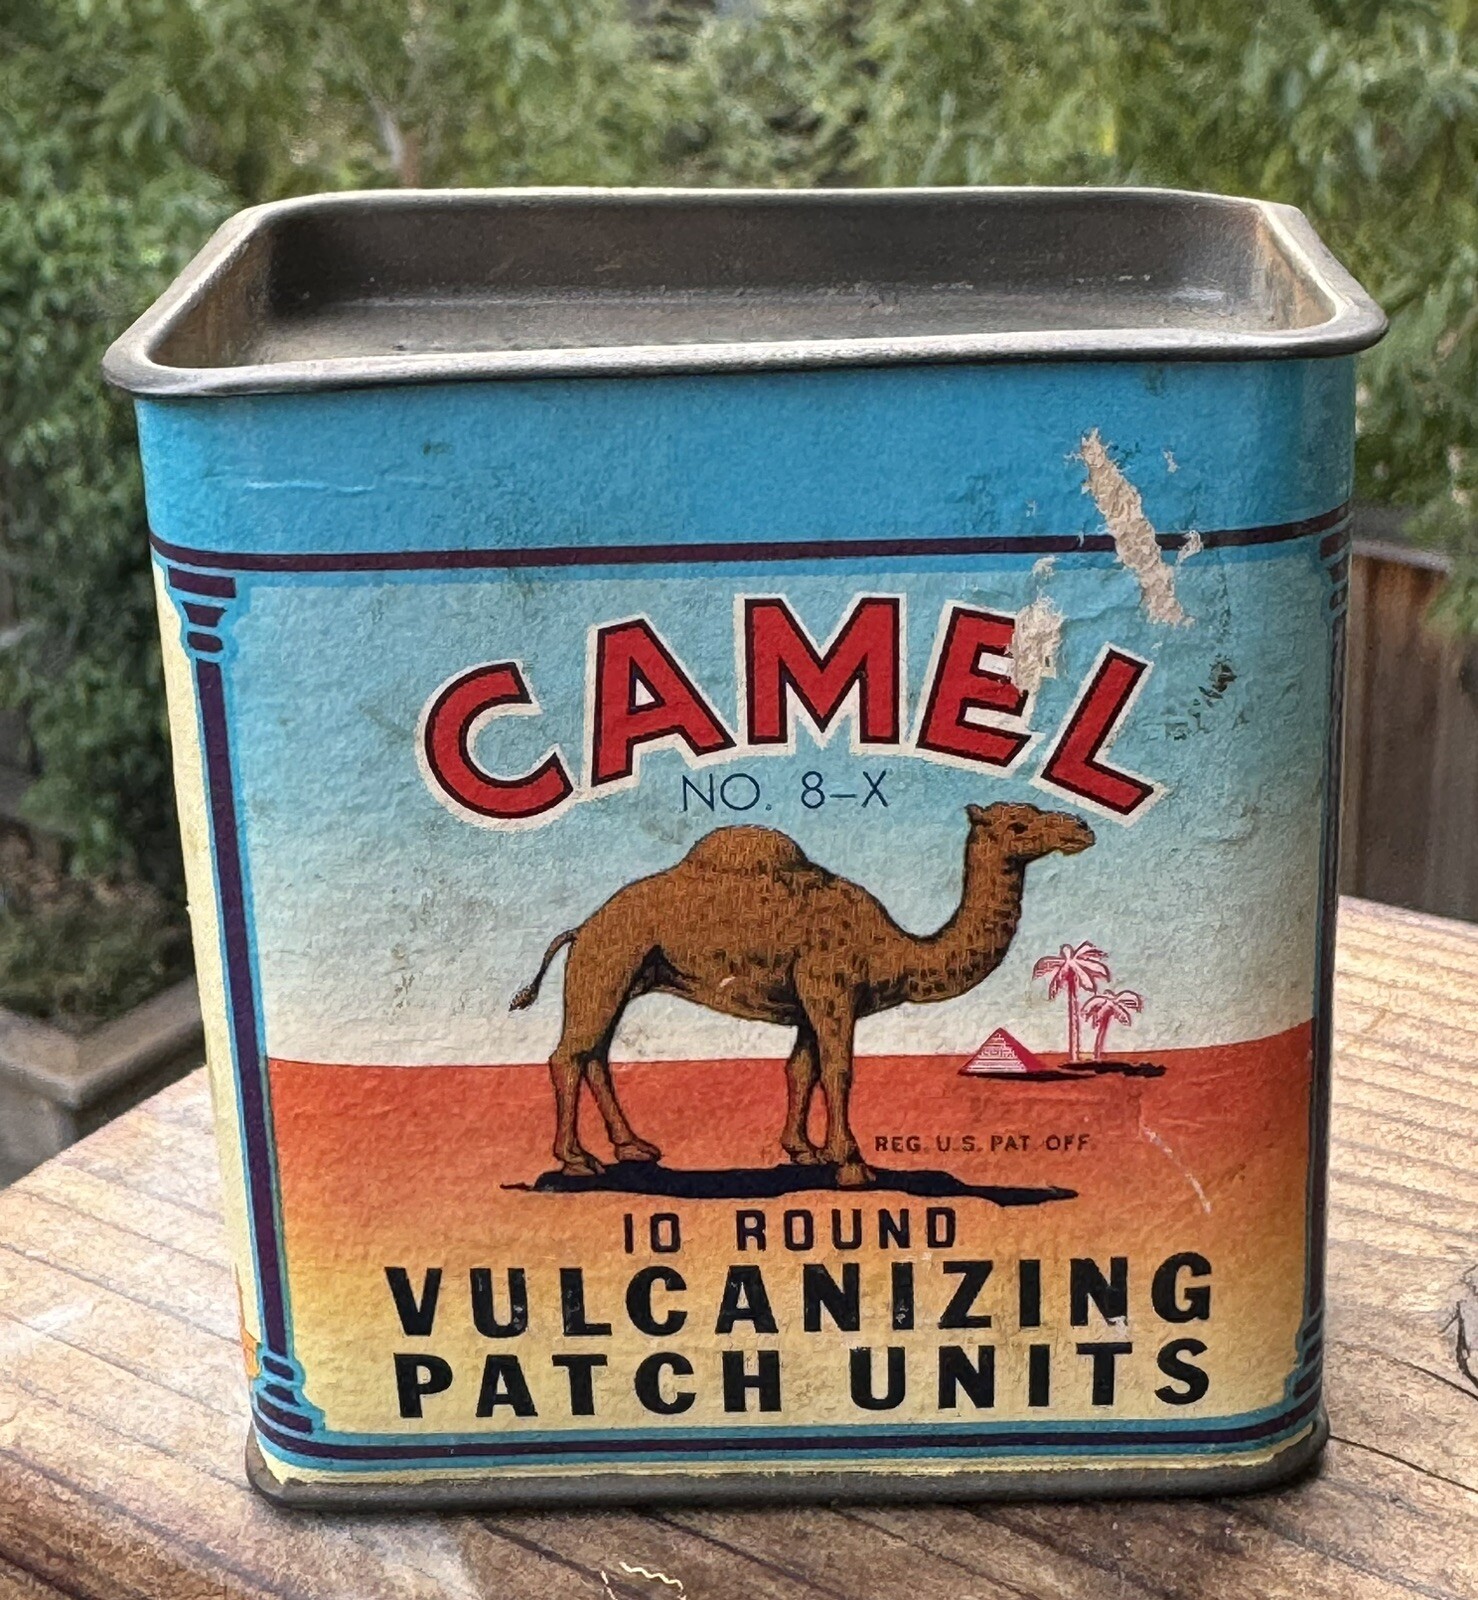 CAMEL
NO. 8-X
REG. U.S. PAT. OFF.
10 ROUND
VULCANIZING
PATCH UNITS